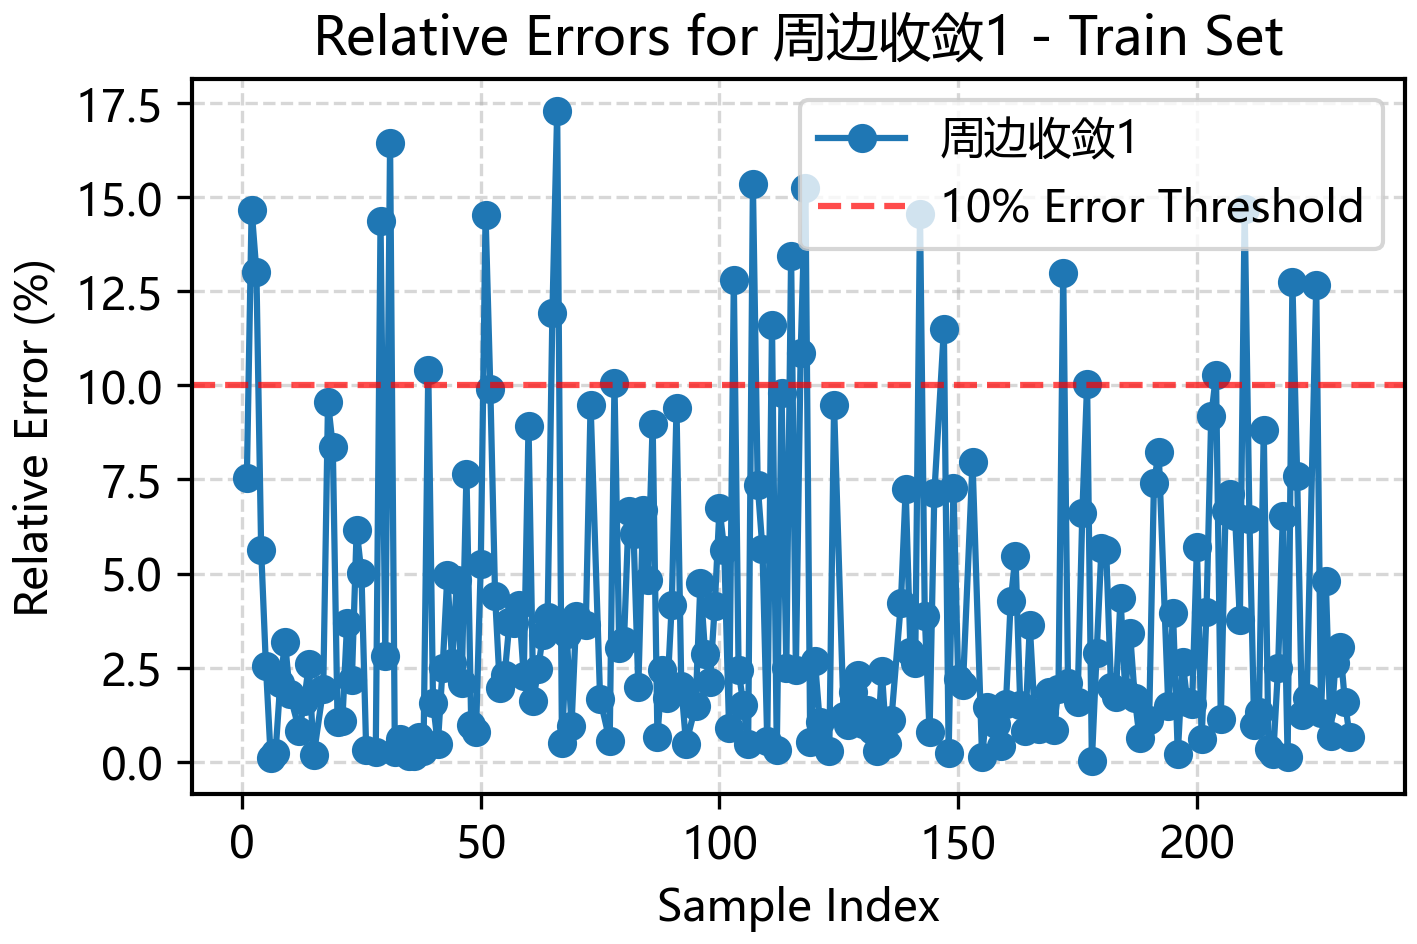 Relative Errors for 周边收敛1 - Train Set
周边收敛1
10% Error Threshold
Relative Error (%)
17.5
15.0
12.5
10.0
7.5
5.0
2.5
0.0
0 50 100 150 200
Sample Index